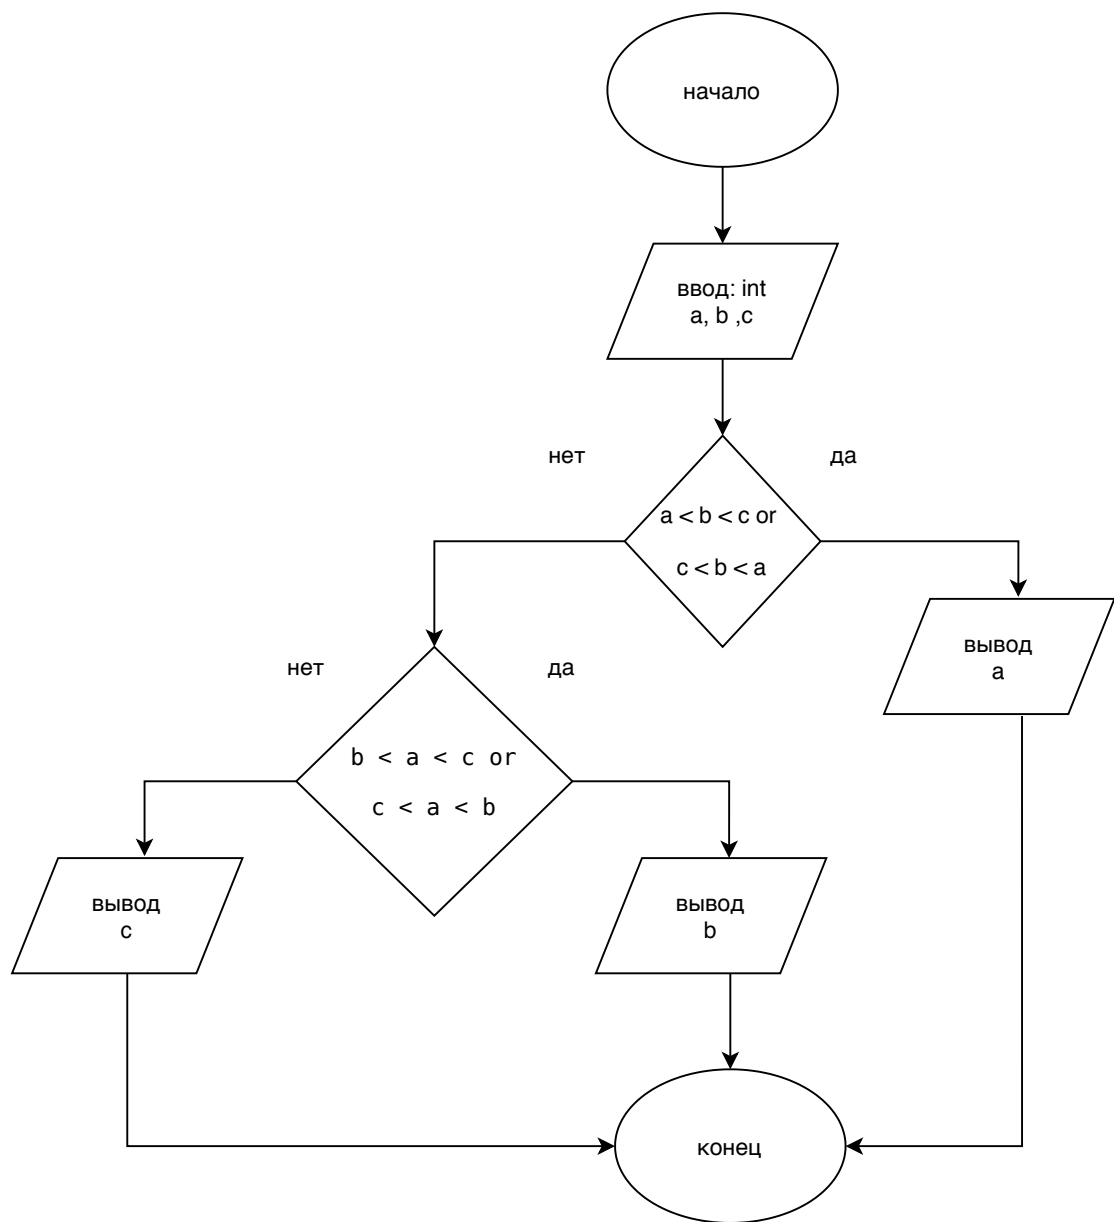 начало
ввод: int
a, b ,c
нет
да
a < b < c or
c < b < a
вывод
a
нет
да
b < a < c or
c < a < b
вывод
c
вывод
b
конец